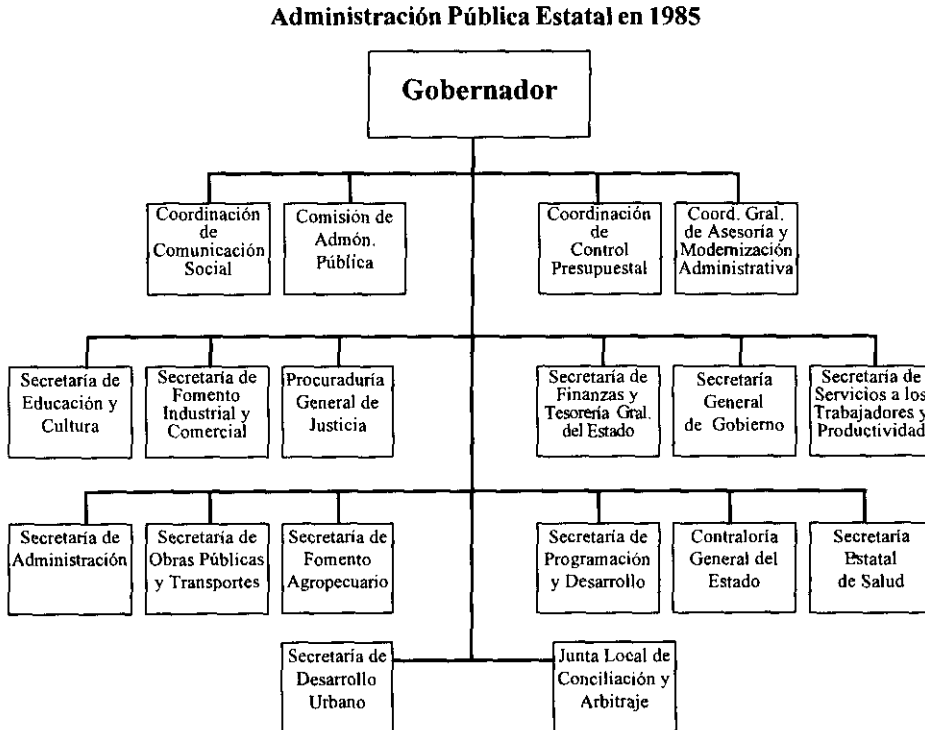 Administración Pública Estatal en 1985
Gobernador
Coordinación
de
Comunicación
Social
Comisión de
Admón.
Pública
Coordinación
de
Control
Presupuestal
Coord. Gral.
de Asesoría y
Modernización
Administrativa
Secretaría de
Educación y
Cultura
Secretaría de
Fomento
Industrial y
Comercial
Procuraduría
General de
Justicia
Secretaría de
Finanzas y
Tesorería Gral.
del Estado
Secretaría
General
de Gobierno
Secretaría de
Servicios a los
Trabajadores y
Productividad
Secretaría de
Administración
Secretaría de
Obras Públicas
y Transportes
Secretaría de
Fomento
Agropecuario
Secretaría de
Programación
y Desarrollo
Contraloría
General del
Estado
Secretaría
Estatal
de Salud
Secretaría de
Desarrollo
Urbano
Junta Local de
Conciliación y
Arbitraje